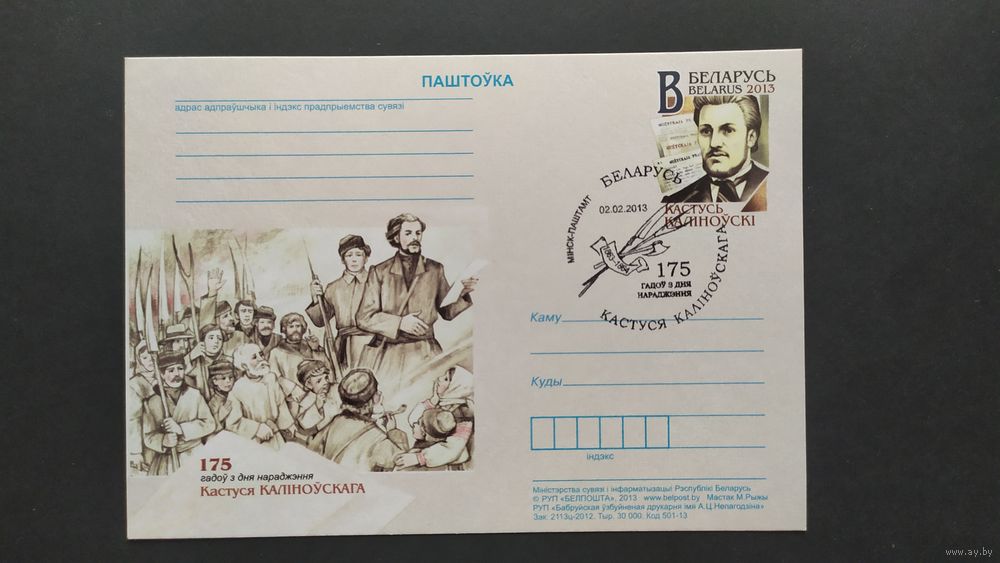 ПАШТОЎКА
адрас адпраўшчыка і індэкс прадпрыемства сувязі
175
гадоў з дня нараджэння
Кастуся КАЛІНОЎСКАГА
B БЕЛАРУСЬ
BELARUS 2013
КАСТУСЬ
КАЛІНОЎСКІ
БЕЛАРУСЬ
МІНСК-ПАШТАМТ
02.02.2013
1863-1864
175
ГАДОЎ З ДНЯ
НАРАДЖЭННЯ
КАСТУСЯ КАЛІНОЎСКАГА
Каму
Куды
індэкс
Міністэрства сувязі і інфарматызацыі Рэспублікі Беларусь
© РУП «БЕЛПОШТА», 2013 www.belpost.by Мастак М.Рыжы
РУП «Бабруйская ўзбуйненая друкарня імя А.Ц.Непагодзіна»
Зак. 2113ц-2012. Тыр. 30 000. Код 501-13
www.ay.by